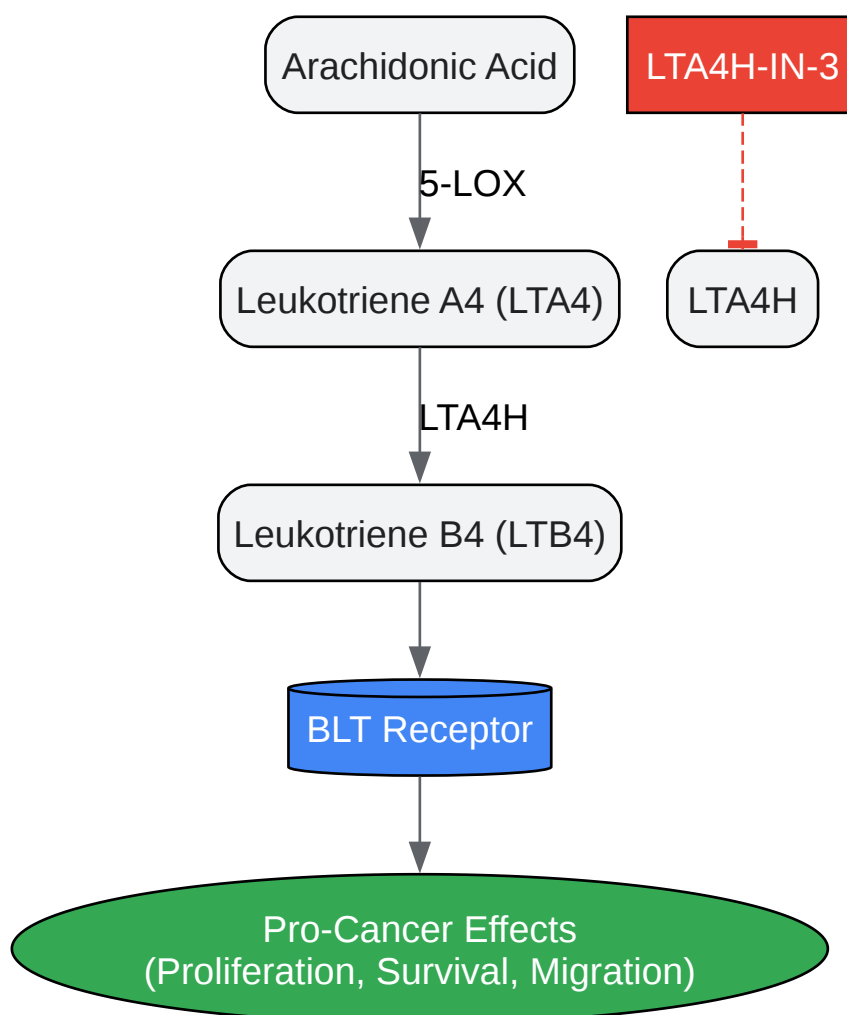 Arachidonic Acid
LTA4H-IN-3
5-LOX
Leukotriene A4 (LTA4)
LTA4H
LTA4H
Leukotriene B4 (LTB4)
BLT Receptor
Pro-Cancer Effects
(Proliferation, Survival, Migration)